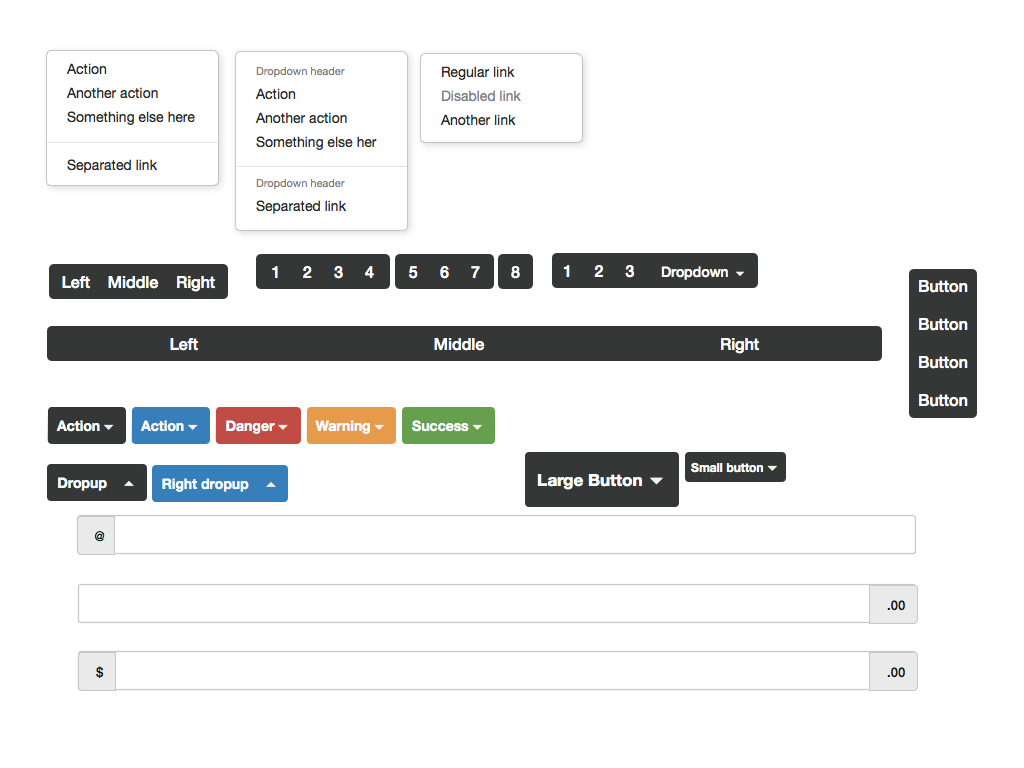 Action
Another action
Something else here
Separated link
Dropdown header
Action
Another action
Something else her
Dropdown header
Separated link
Regular link
Disabled link
Another link
Left Middle Right
1 2 3 4 5 6 7 8
1 2 3 Dropdown
Button
Button
Button
Button
Left Middle Right
Action Action Danger Warning Success
Dropup Right dropup
Large Button Small button
@
.00
$ .00